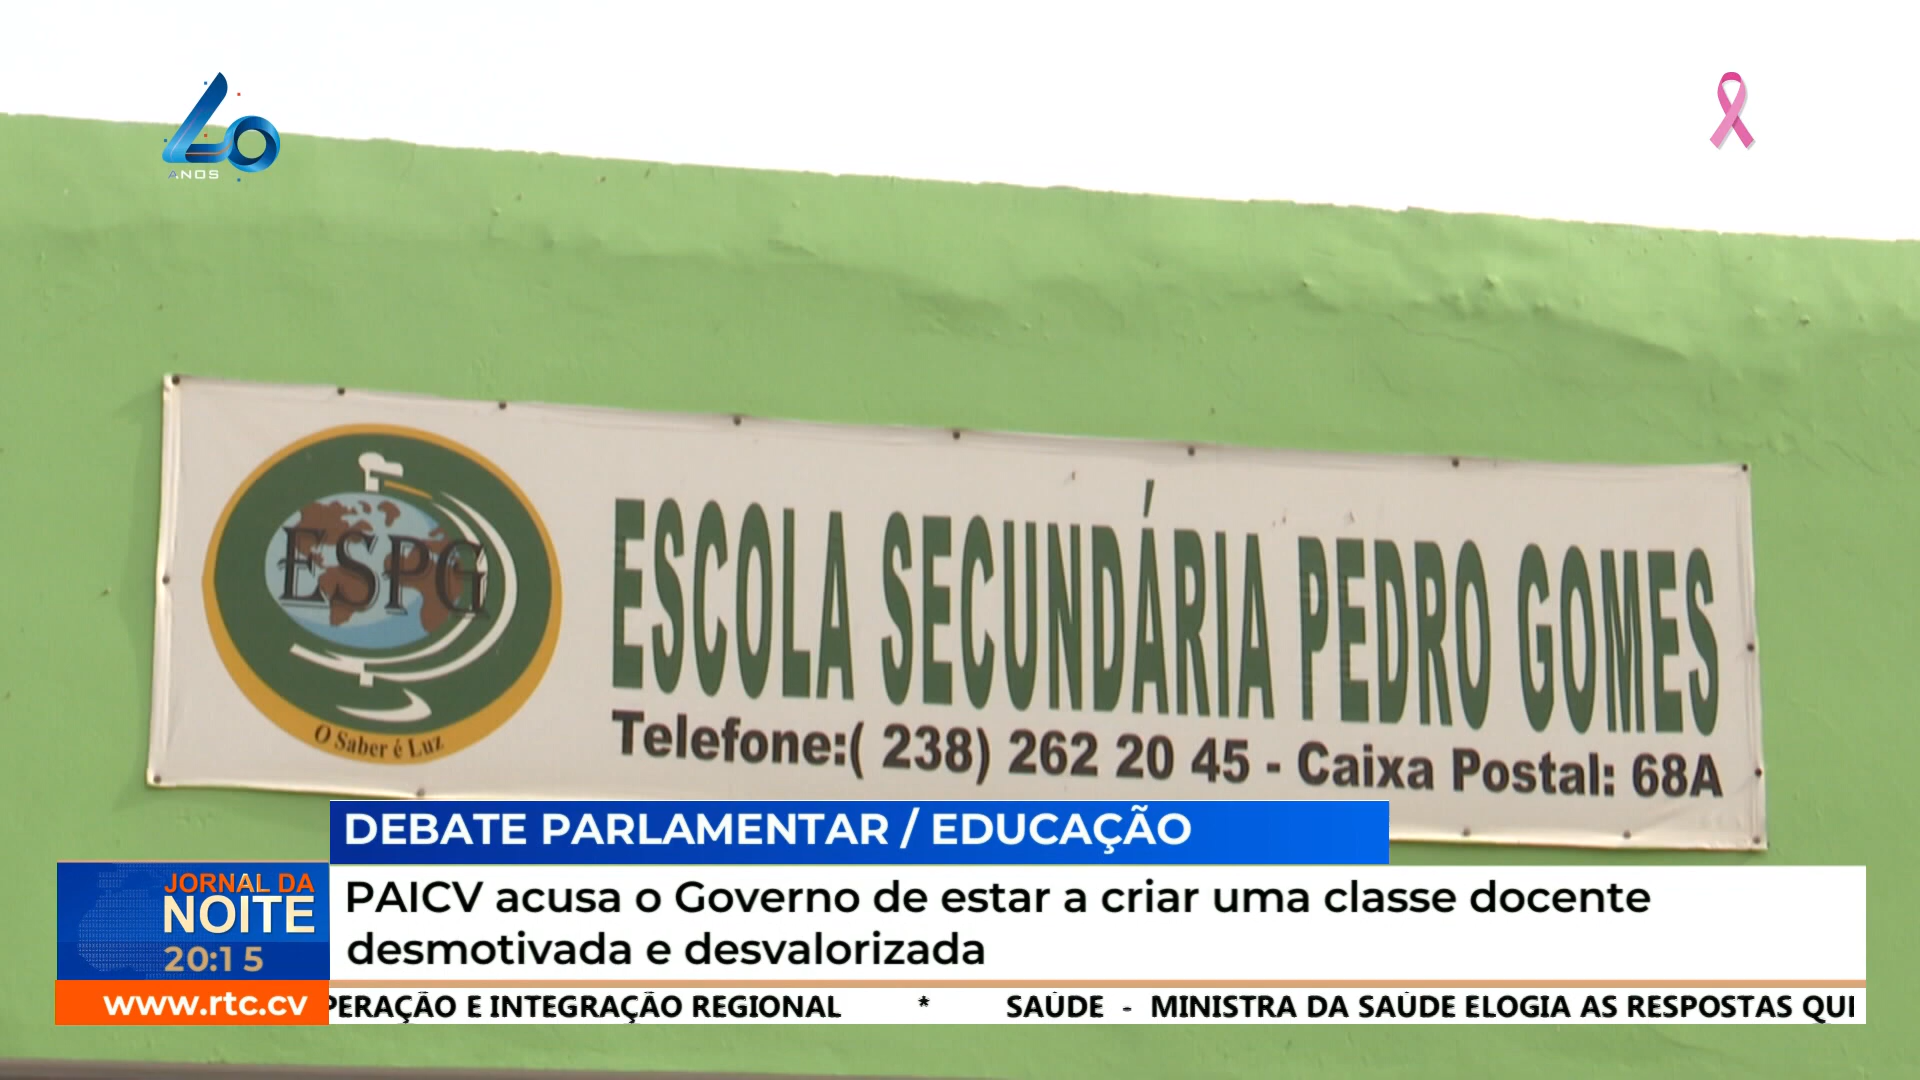 40
ANOS
ESPG
O Saber é Luz
ESCOLA SECUNDÁRIA PEDRO GOMES
Telefone:( 238) 262 20 45 - Caixa Postal: 68A
DEBATE PARLAMENTAR / EDUCAÇÃO
JORNAL DA
NOITE
20:15
PAICV acusa o Governo de estar a criar uma classe docente
desmotivada e desvalorizada
www.rtc.cv
PERAÇÃO E INTEGRAÇÃO REGIONAL * SAÚDE - MINISTRA DA SAÚDE ELOGIA AS RESPOSTAS QUI